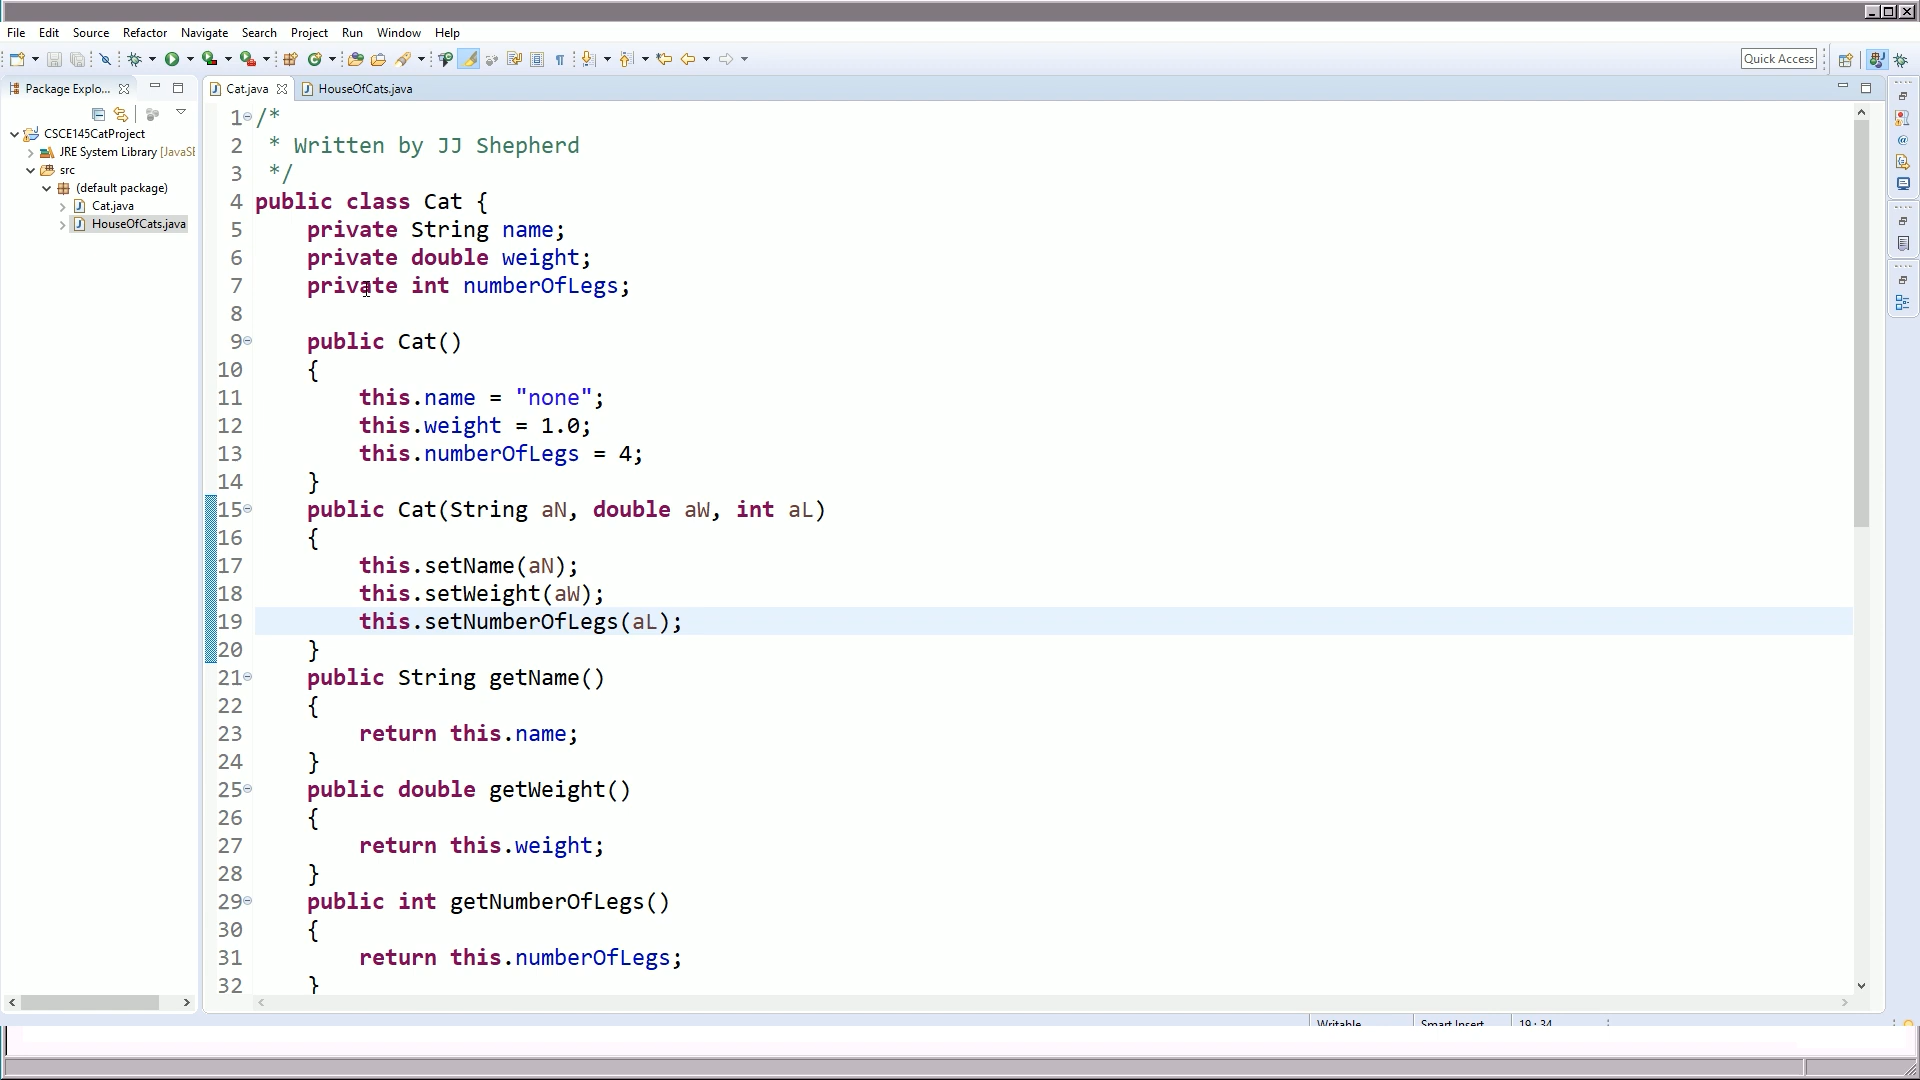 File Edit Source Refactor Navigate Search Project Run Window Help
Quick Access
Package Explo...
CSCE145CatProject
JRE System Library [JavaSE
src
(default package)
Cat.java
HouseOfCats.java
Cat.java HouseOfCats.java
1 /*
2  * Written by JJ Shepherd
3  */
4 public class Cat {
5     private String name;
6     private double weight;
7     private int numberOfLegs;
8
9     public Cat()
10     {
11         this.name = "none";
12         this.weight = 1.0;
13         this.numberOfLegs = 4;
14     }
15     public Cat(String aN, double aW, int aL)
16     {
17         this.setName(aN);
18         this.setWeight(aW);
19         this.setNumberOfLegs(aL);
20     }
21     public String getName()
22     {
23         return this.name;
24     }
25     public double getWeight()
26     {
27         return this.weight;
28     }
29     public int getNumberOfLegs()
30     {
31         return this.numberOfLegs;
32     }
Writable Smart Insert 19 : 34